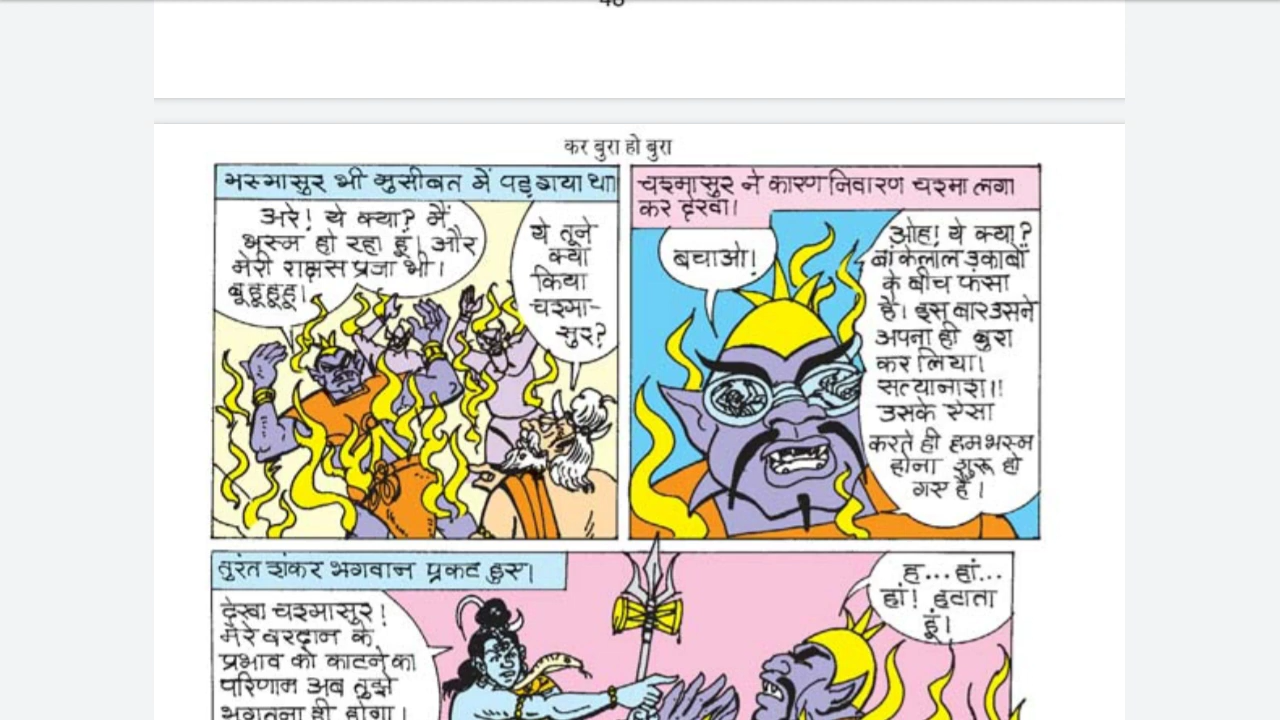 कर बुरा हो बुरा
भस्मासुर भी मुसीबत में पड़ गया था।
अरे! ये क्या? मैं
भस्म हो रहा हूं। और
मेरी राक्षस प्रजा भी।
बूहूहूहू।
ये तूने
क्या
किया
चश्मा-
सुर?
चश्मासुर ने कारण निवारण चश्मा लगा
कर देखा।
बचाओ!
ओह! ये क्या?
बांकेलाल उकाबों
के बीच फंसा
है। इस बार उसने
अपना ही बुरा
कर लिया।
सत्यानाश!!
उसके ऐसा
करते ही हम भस्म
होना शुरू हो
गए हैं।
तुरंत शंकर भगवान प्रकट हुए।
देखा चश्मासुर!
मेरे वरदान के
प्रभाव को काटने का
परिणाम अब तुझे
भुगतना ही होगा।
ह...हां...
हां! हटाता
हूं।